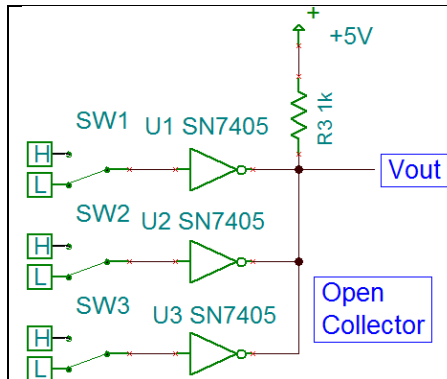 +
+5V
R3 1k
SW1
U1 SN7405
H
L
Vout
SW2
U2 SN7405
H
L
SW3
U3 SN7405
H
L
Open
Collector